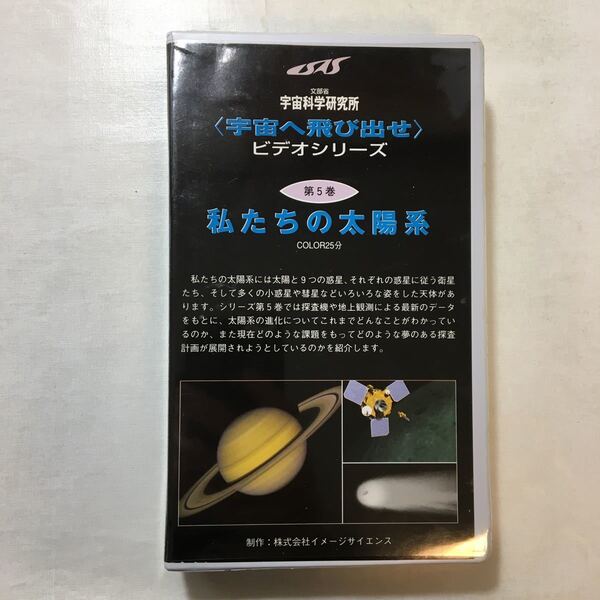 ISAS
文部省
宇宙科学研究所
〈宇宙へ飛び出せ〉
ビデオシリーズ
第5巻
私たちの太陽系
COLOR25分
私たちの太陽系には太陽と9つの惑星、それぞれの惑星に従う衛星
たち、そして多くの小惑星や彗星などいろいろな姿をした天体があ
ります。シリーズ第5巻では探査機や地上観測による最新のデータ
をもとに、太陽系の進化についてこれまでどんなことがわかってい
るのか、また現在どのような課題をもってどのような夢のある探査
計画が展開されようとしているのかを紹介します。
制作：株式会社イメージサイエンス